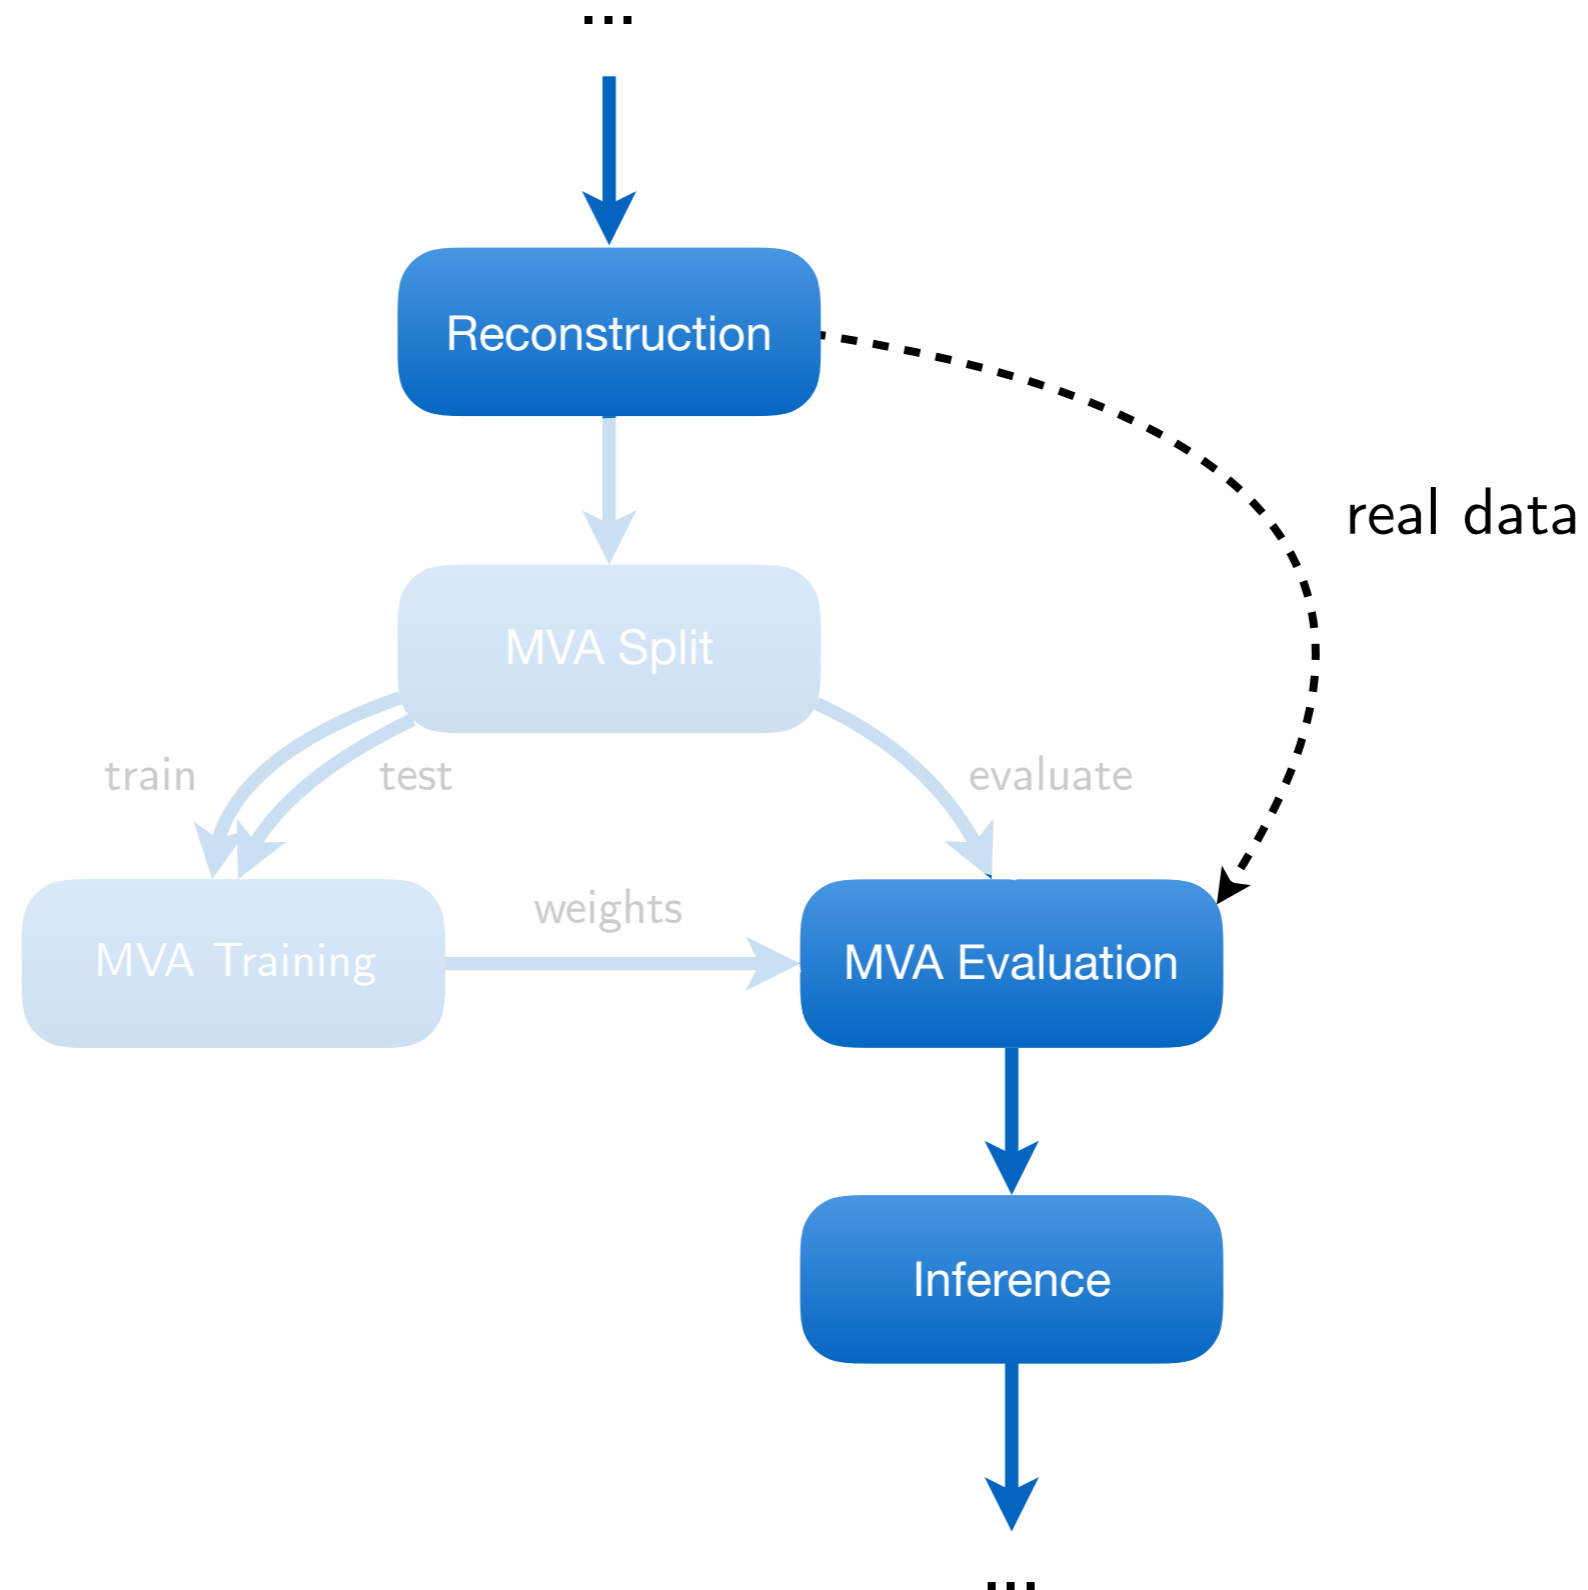 ...
Reconstruction
real data
MVA Split
train
test
evaluate
weights
MVA Training
MVA Evaluation
Inference
...